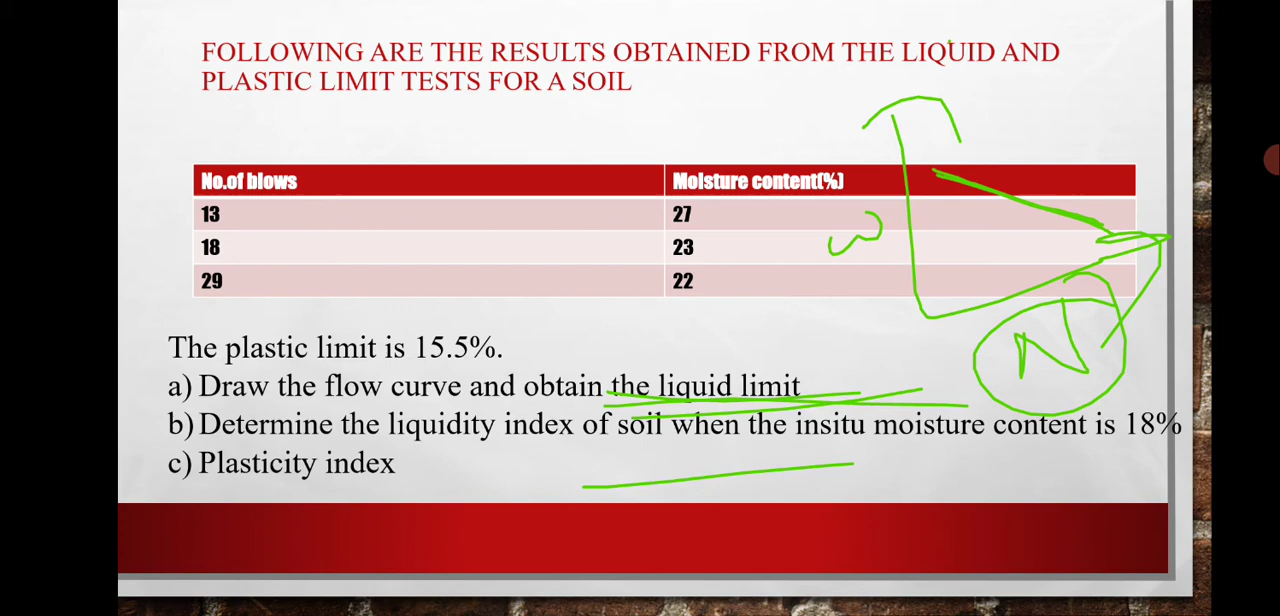 FOLLOWING ARE THE RESULTS OBTAINED FROM THE LIQUID AND
PLASTIC LIMIT TESTS FOR A SOIL
No.of blows Moisture content(%)
13 27
18 23
29 22
ω
N
The plastic limit is 15.5%.
a) Draw the flow curve and obtain the liquid limit
b) Determine the liquidity index of soil when the insitu moisture content is 18%
c) Plasticity index